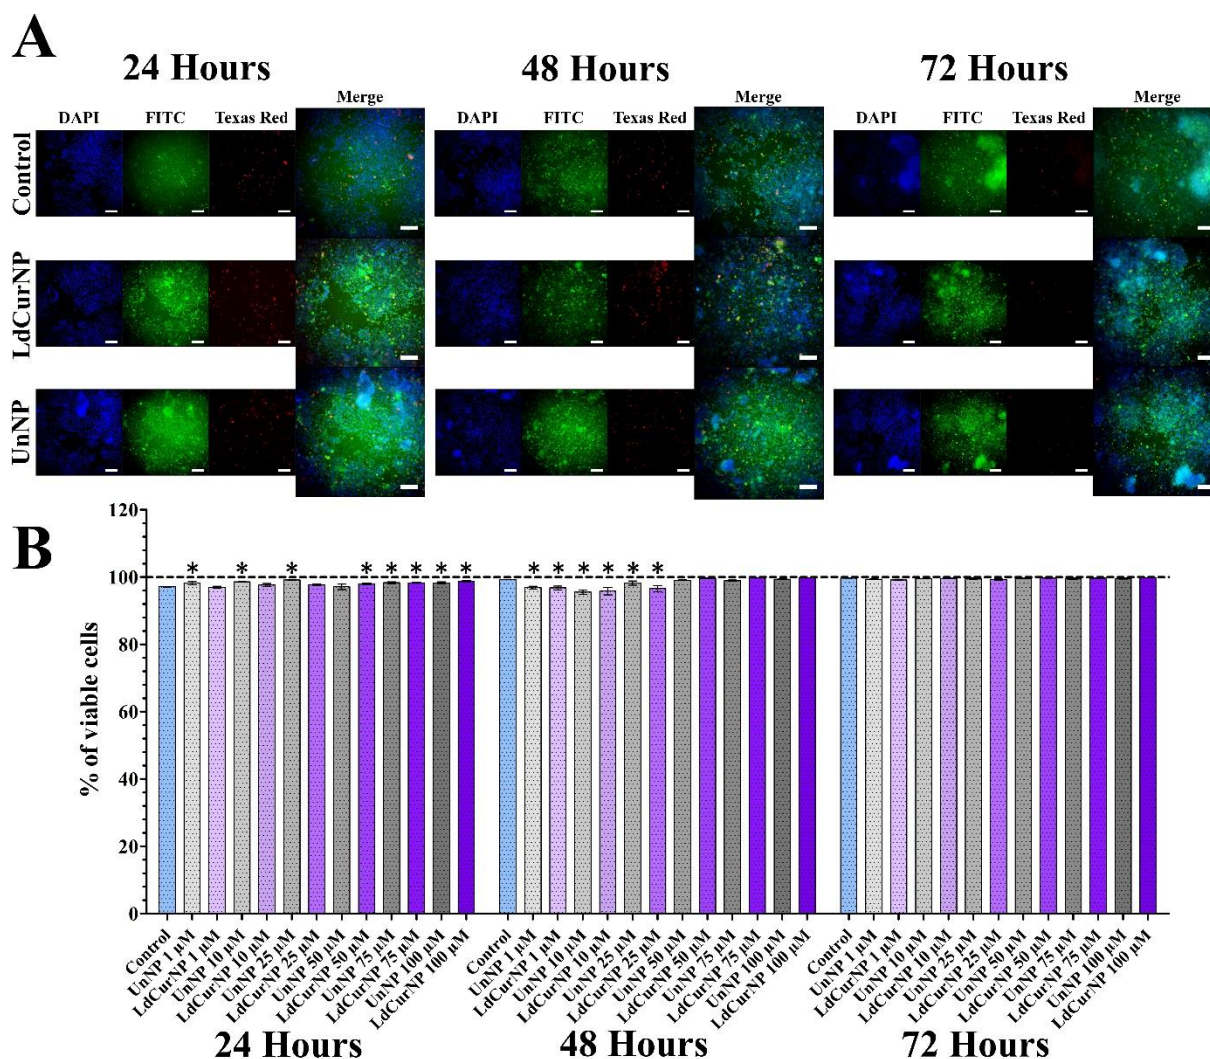 A
24 Hours 48 Hours 72 Hours
DAPI FITC Texas Red Merge DAPI FITC Texas Red Merge DAPI FITC Texas Red Merge
Control
LdCurNP
UnNP
B
% of viable cells
120
100
80
60
40
20
0
* * * * * * * * * * * * * *
Control
UnNP 1 µM
LdCurNP 1 µM
UnNP 10 µM
LdCurNP 10 µM
UnNP 25 µM
LdCurNP 25 µM
UnNP 50 µM
LdCurNP 50 µM
UnNP 75 µM
LdCurNP 75 µM
UnNP 100 µM
LdCurNP 100 µM
Control
UnNP 1 µM
LdCurNP 1 µM
UnNP 10 µM
LdCurNP 10 µM
UnNP 25 µM
LdCurNP 25 µM
UnNP 50 µM
LdCurNP 50 µM
UnNP 75 µM
LdCurNP 75 µM
UnNP 100 µM
LdCurNP 100 µM
Control
UnNP 1 µM
LdCurNP 1 µM
UnNP 10 µM
LdCurNP 10 µM
UnNP 25 µM
LdCurNP 25 µM
UnNP 50 µM
LdCurNP 50 µM
UnNP 75 µM
LdCurNP 75 µM
UnNP 100 µM
LdCurNP 100 µM
24 Hours 48 Hours 72 Hours